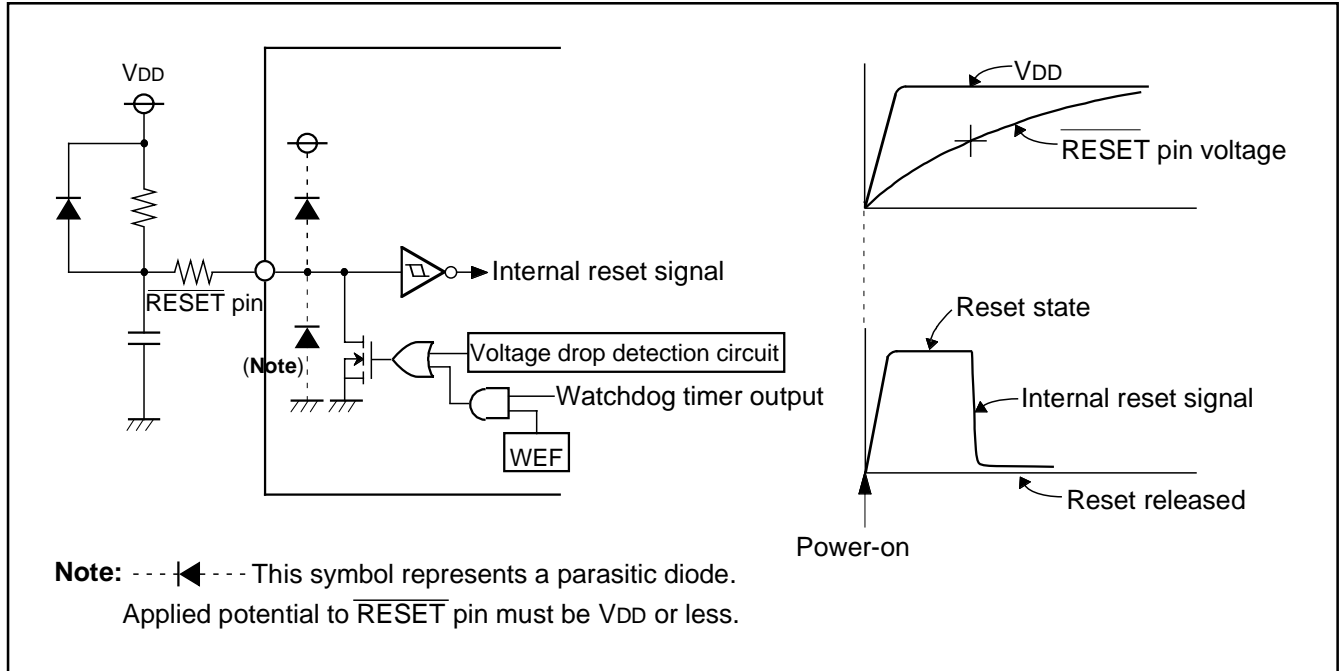 VDD
RESET pin
(Note)
Internal reset signal
Voltage drop detection circuit
Watchdog timer output
WEF
VDD
RESET pin voltage
Reset state
Internal reset signal
Reset released
Power-on
Note: This symbol represents a parasitic diode.
Applied potential to RESET pin must be VDD or less.